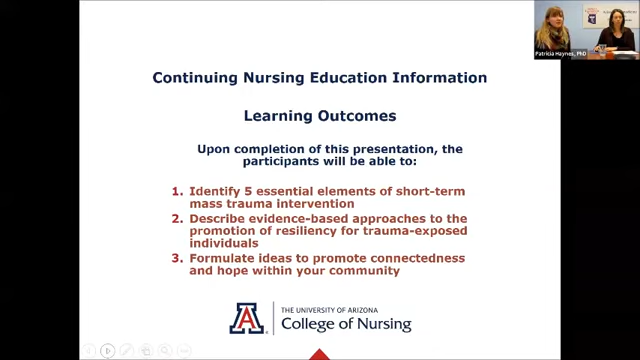 Patricia Haynes, PhD
Continuing Nursing Education Information
Learning Outcomes
Upon completion of this presentation, the
participants will be able to:
1. Identify 5 essential elements of short-term
mass trauma intervention
2. Describe evidence-based approaches to the
promotion of resiliency for trauma-exposed
individuals
3. Formulate ideas to promote connectedness
and hope within your community
A
THE UNIVERSITY OF ARIZONA
College of Nursing